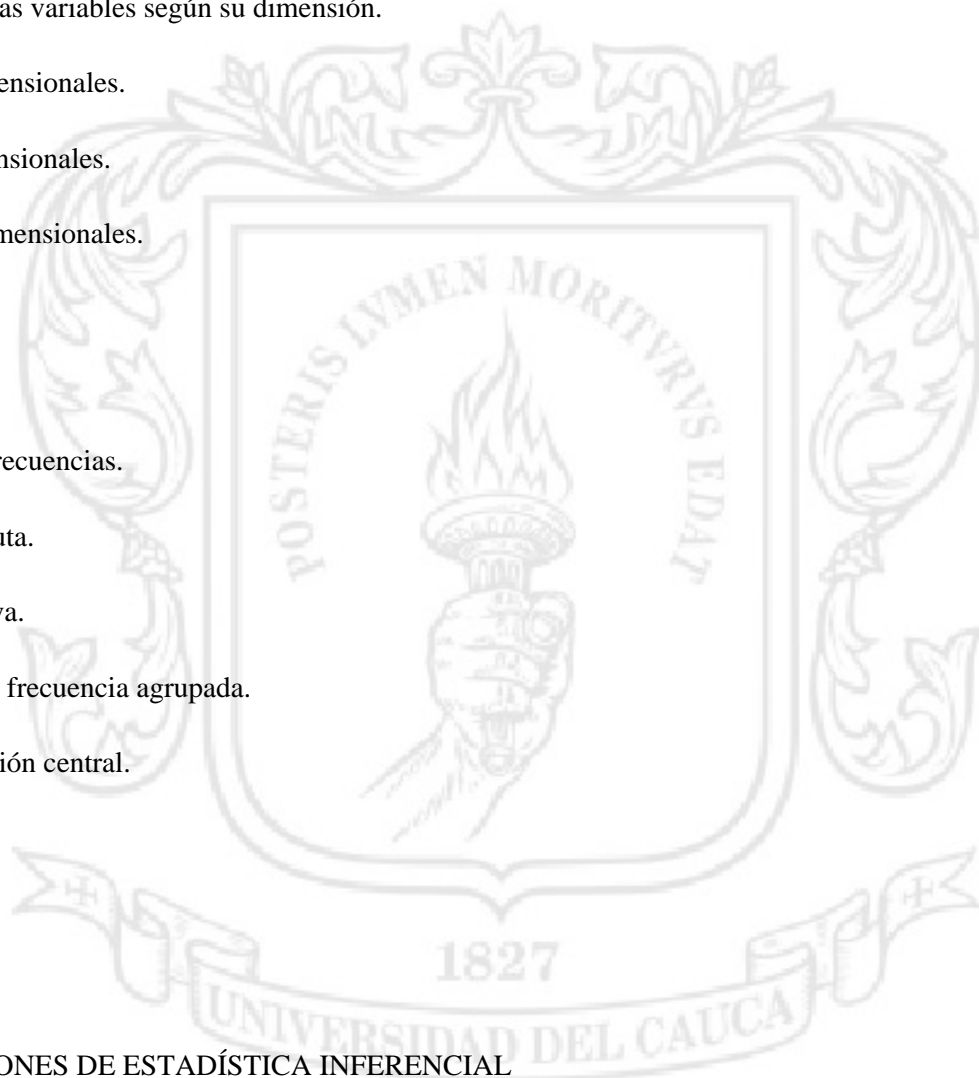 as variables según su dimensión.
ensionales.
nsionales.
mensionales.
POSTERIS LVMEN MORITVRVS EDAT
recuencias.
uta.
va.
frecuencia agrupada.
ión central.
1827
UNIVERSIDAD DEL CAUCA
ONES DE ESTADÍSTICA INFERENCIAL